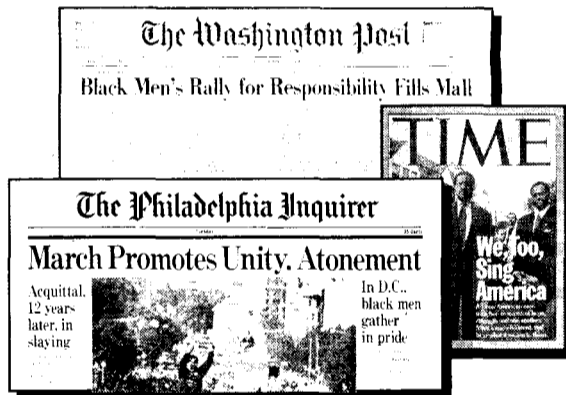 The Washington Post
Black Men's Rally for Responsibility Fills Mall
TIME
We, Too,
Sing
America
The Philadelphia Inquirer
March Promotes Unity, Atonement
Acquittal,
12 years
later, in
slaying
In D.C.,
black men
gather
in pride